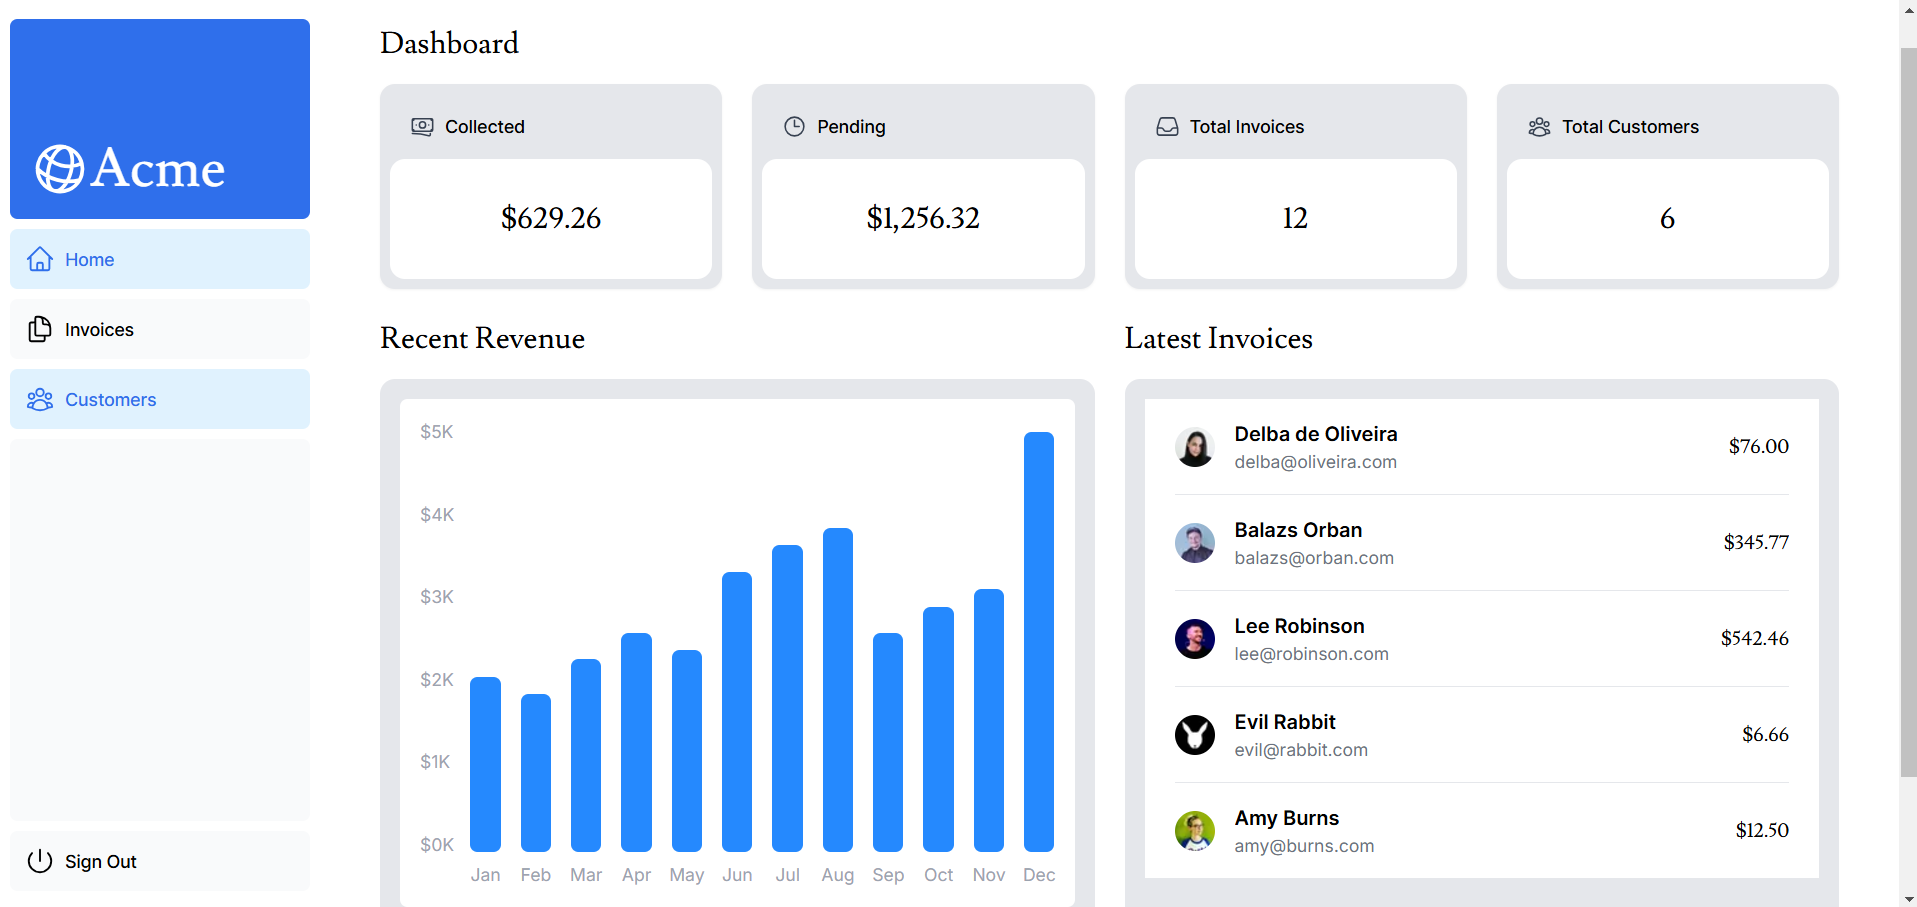 Acme
Home
Invoices
Customers
Sign Out
Dashboard
Collected
$629.26
Pending
$1,256.32
Total Invoices
12
Total Customers
6
Recent Revenue
$5K
$4K
$3K
$2K
$1K
$0K
Jan Feb Mar Apr May Jun Jul Aug Sep Oct Nov Dec
Latest Invoices
Delba de Oliveira
delba@oliveira.com
$76.00
Balazs Orban
balazs@orban.com
$345.77
Lee Robinson
lee@robinson.com
$542.46
Evil Rabbit
evil@rabbit.com
$6.66
Amy Burns
amy@burns.com
$12.50